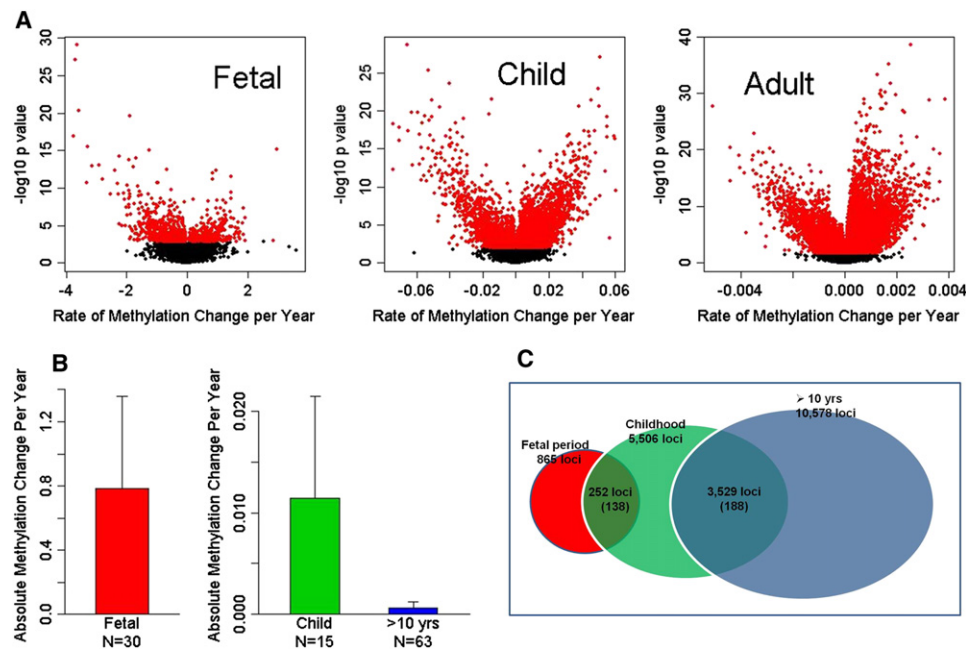 A
30
25
20
15
10
5
0
-log10 p value
Fetal
-4
-2
0
2
Rate of Methylation Change per Year
25
20
15
10
5
0
-log10 p value
Child
-0.06
-0.02
0.02
0.06
Rate of Methylation Change per Year
40
30
20
10
0
-log10 p value
Adult
-0.004
0.000
0.004
Rate of Methylation Change per Year
B
Absolute Methylation Change Per Year
1.2
0.8
0.4
0.0
Fetal
N=30
Absolute Methylation Change Per Year
0.020
0.010
0.000
Child
N=15
>10 yrs
N=63
C
Fetal period
865 loci
Childhood
5,506 loci
➢ 10 yrs
10,578 loci
252 loci
(138)
3,529 loci
(188)